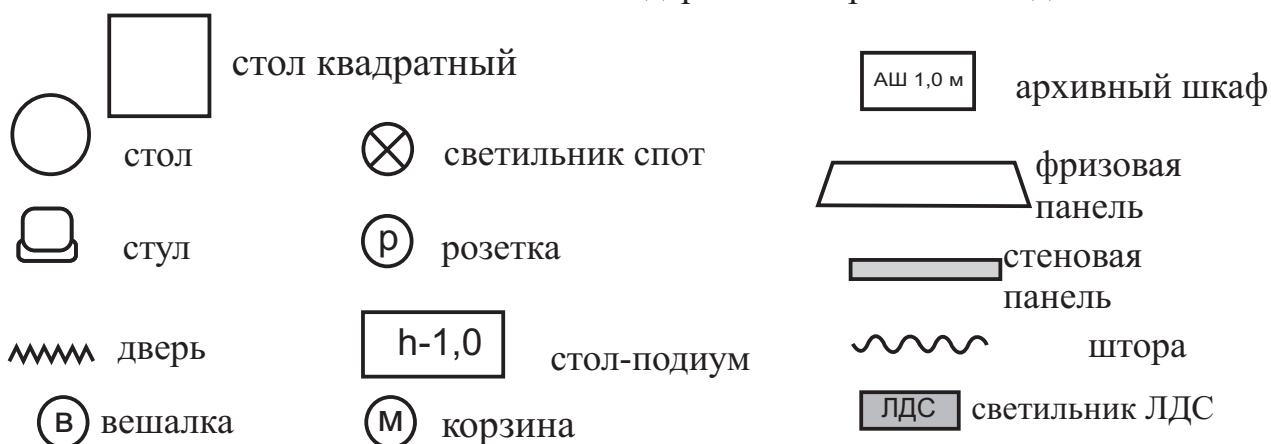 стол квадратный
стол
стул
дверь
в вешалка
светильник спот
р розетка
h-1,0 стол-подиум
м корзина
АШ 1,0 м архивный шкаф
фризовая
панель
стеновая
панель
штора
ЛДС светильник ЛДС